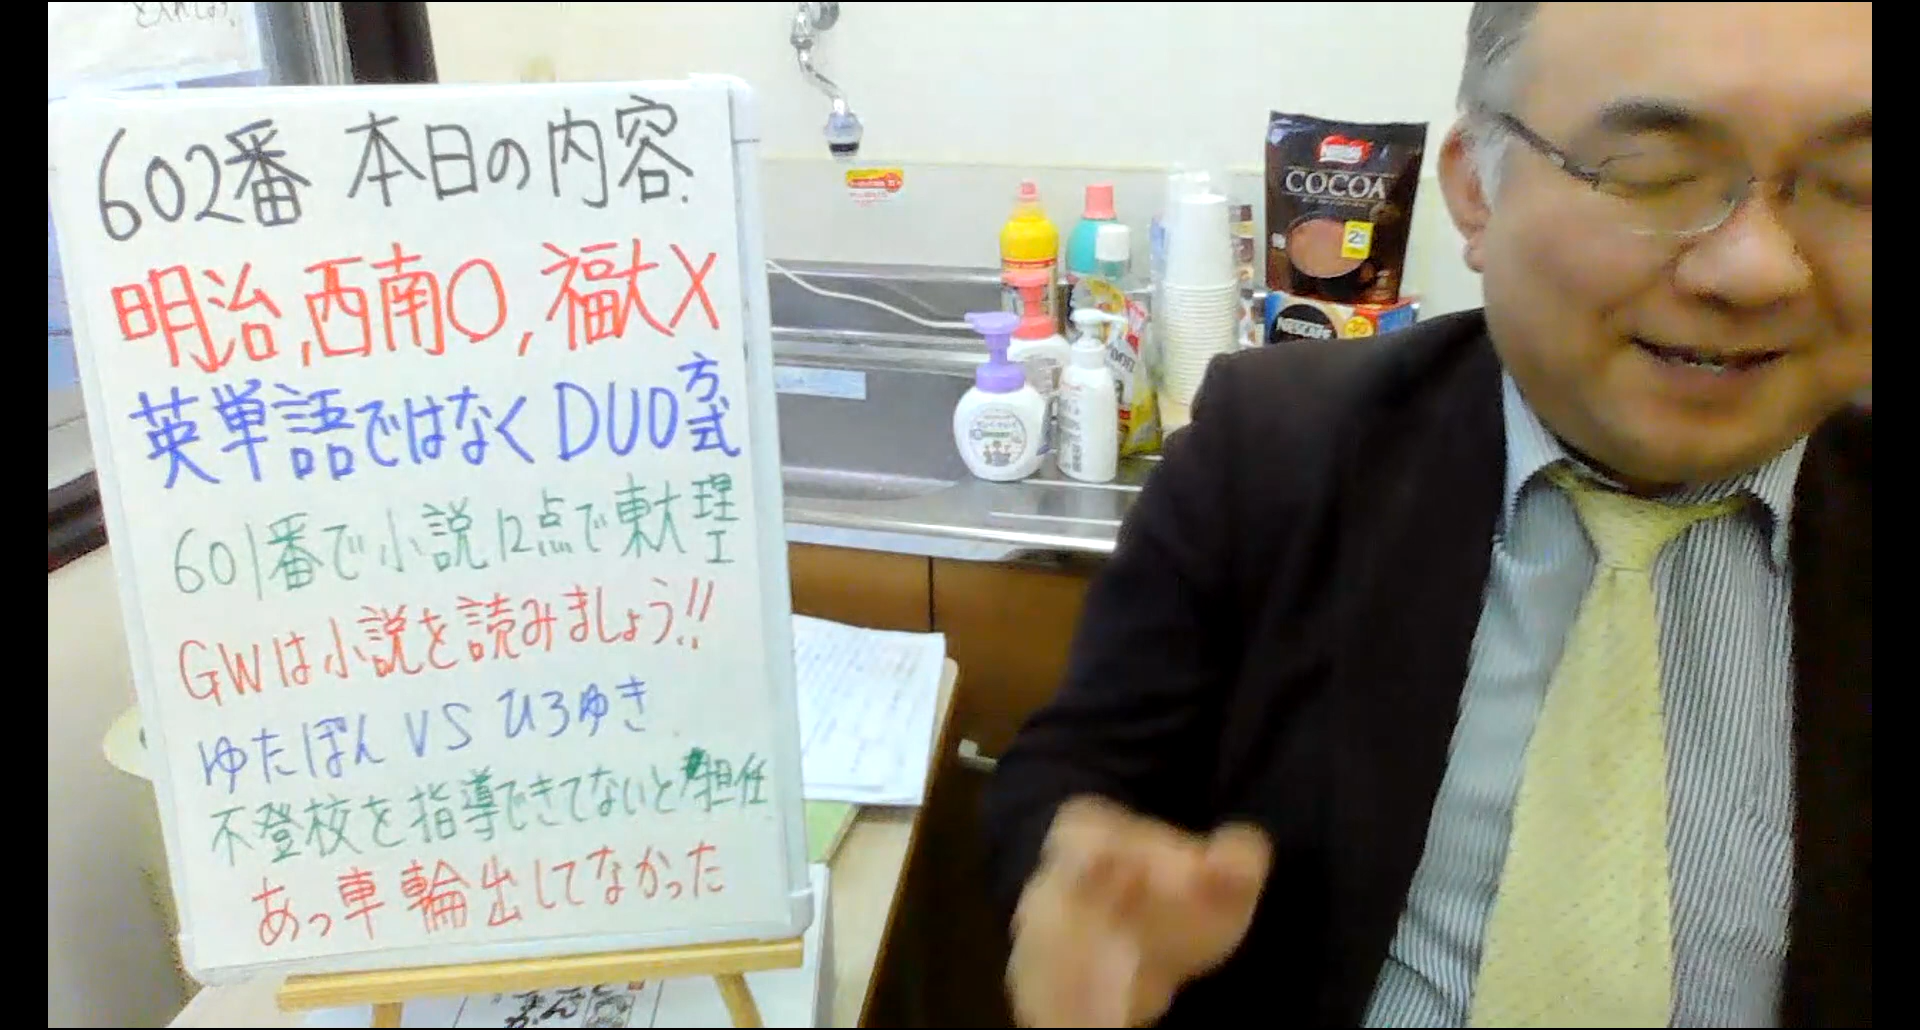 602番 本日の内容.
明治,西南○,福大X
英単語ではなくDUO方式
601番で小説12点で東大理工
GWは小説を読みましょう!!
ゆたぼん VS ひろゆき
不登校を指導できてないと担任
あっ車輪出してなかった
Nestle
COCOA
NESCAFE
30